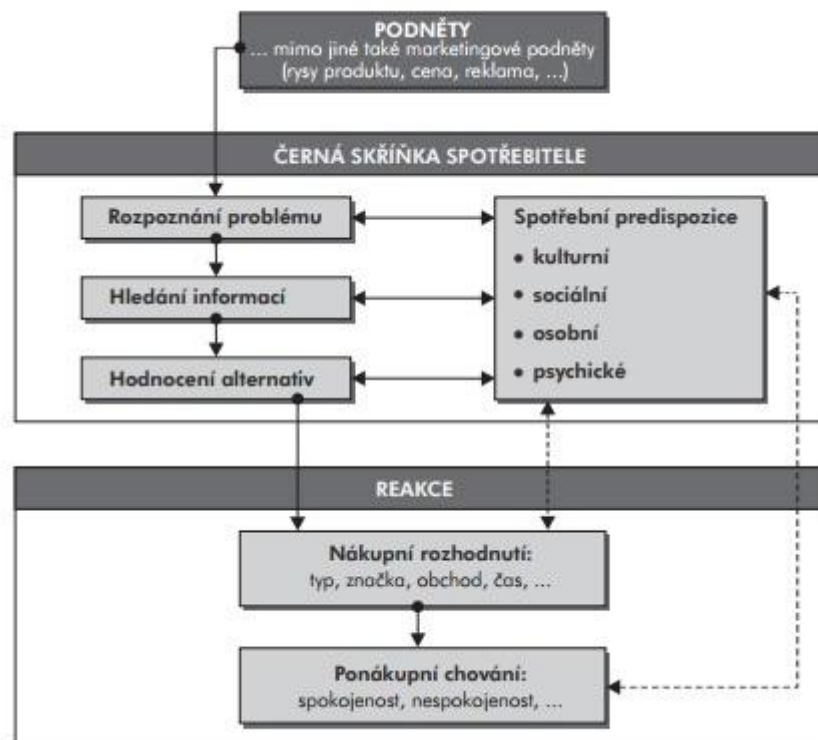 PODNĚTY
... mimo jiné také marketingové podněty
(rysy produktu, cena, reklama, ...)
ČERNÁ SKŘÍŇKA SPOTŘEBITELE
Rozpoznání problému
Hledání informací
Hodnocení alternativ
Spotřební predispozice
• kulturní
• sociální
• osobní
• psychické
REAKCE
Nákupní rozhodnutí:
typ, značka, obchod, čas, ...
Ponákupní chování:
spokojenost, nespokojenost, ...